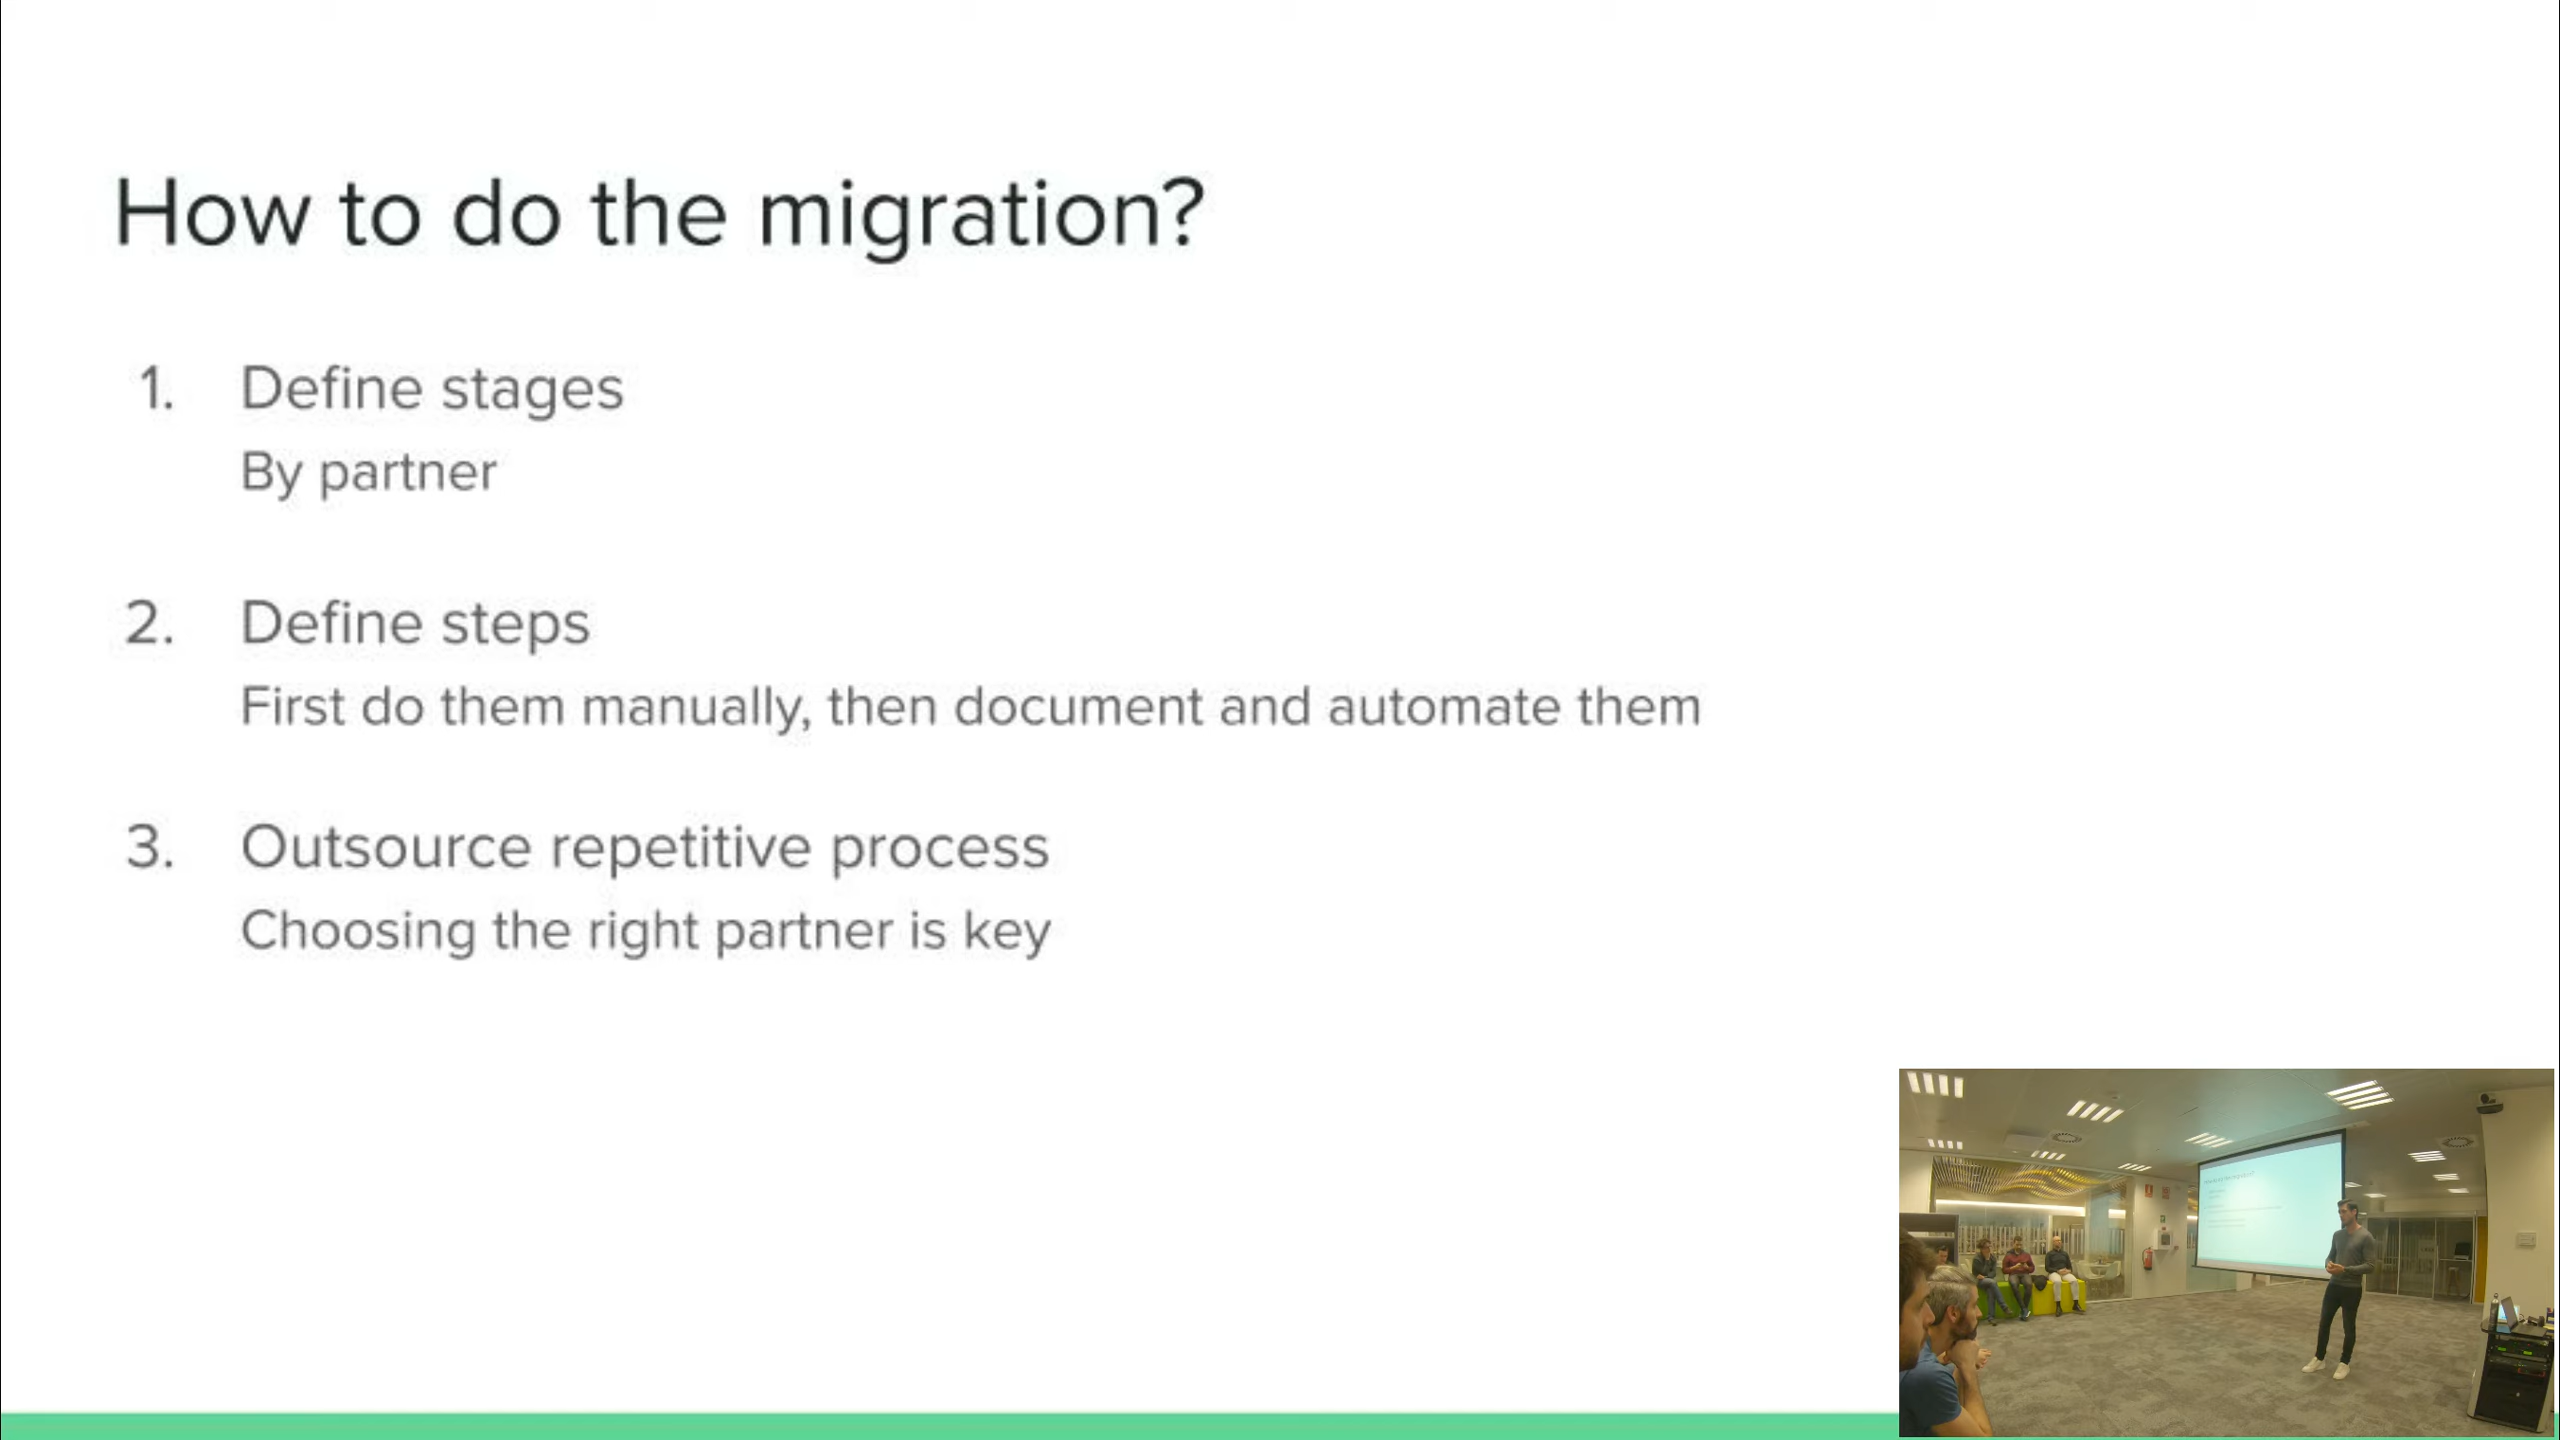 How to do the migration?
1. Define stages
By partner
2. Define steps
First do them manually, then document and automate them
3. Outsource repetitive process
Choosing the right partner is key